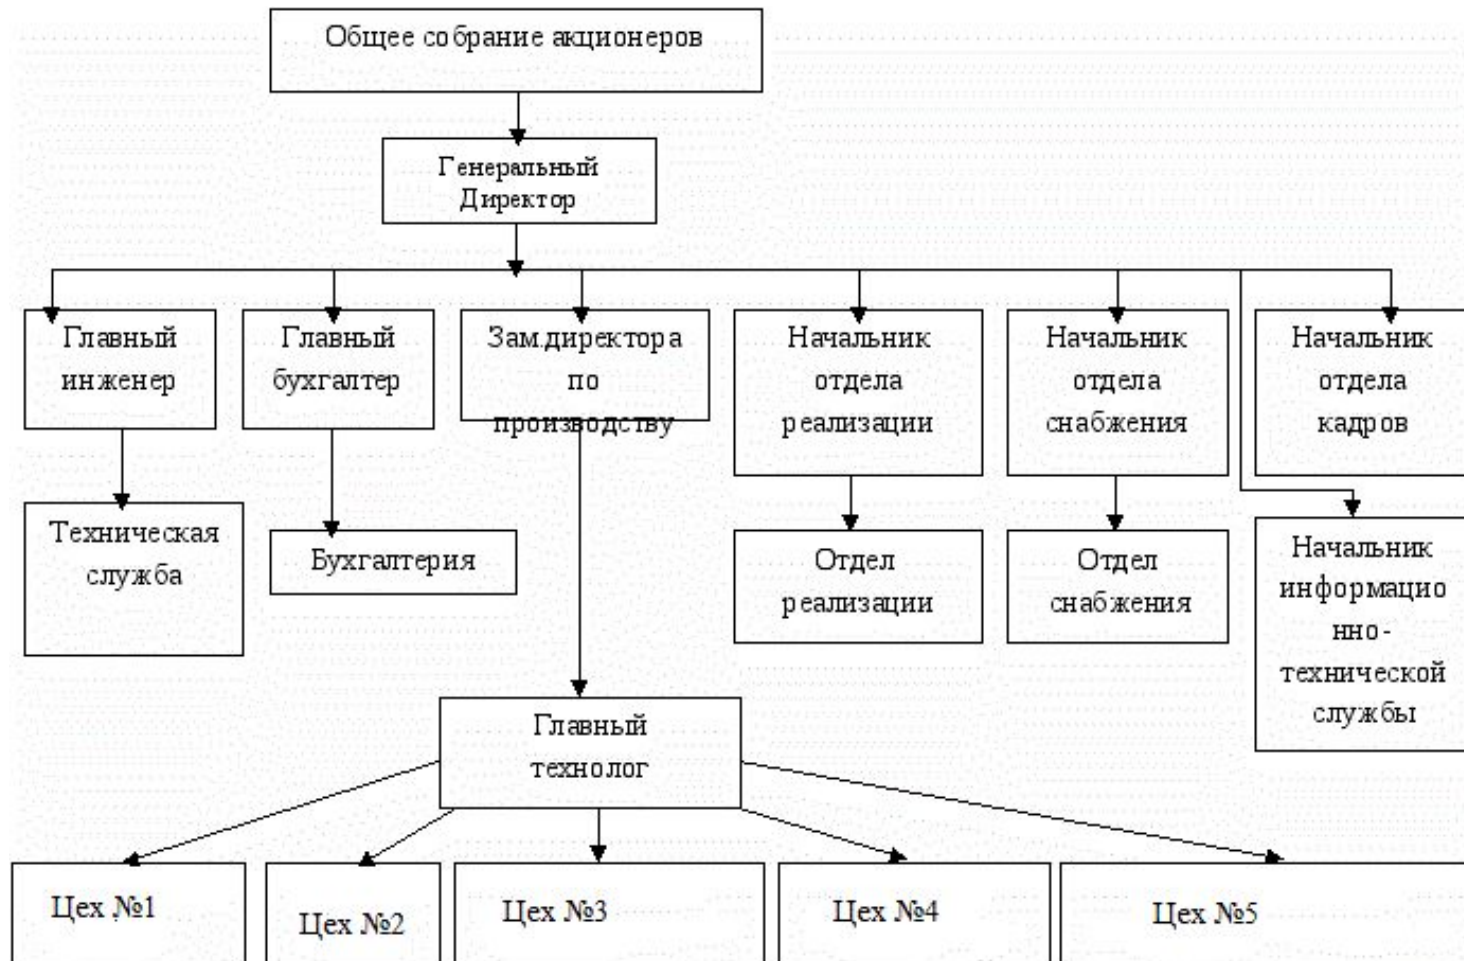 Общее собрание акционеров
Генеральный
Директор
Главный
инженер
Главный
бухгалтер
Зам.директора
по
производству
Начальник
отдела
реализации
Начальник
отдела
снабжения
Начальник
отдела
кадров
Техническая
служба
Бухгалтерия
Отдел
реализации
Отдел
снабжения
Начальник
информацио
нно-
технической
службы
Главный
технолог
Цех №1
Цех №2
Цех №3
Цех №4
Цех №5